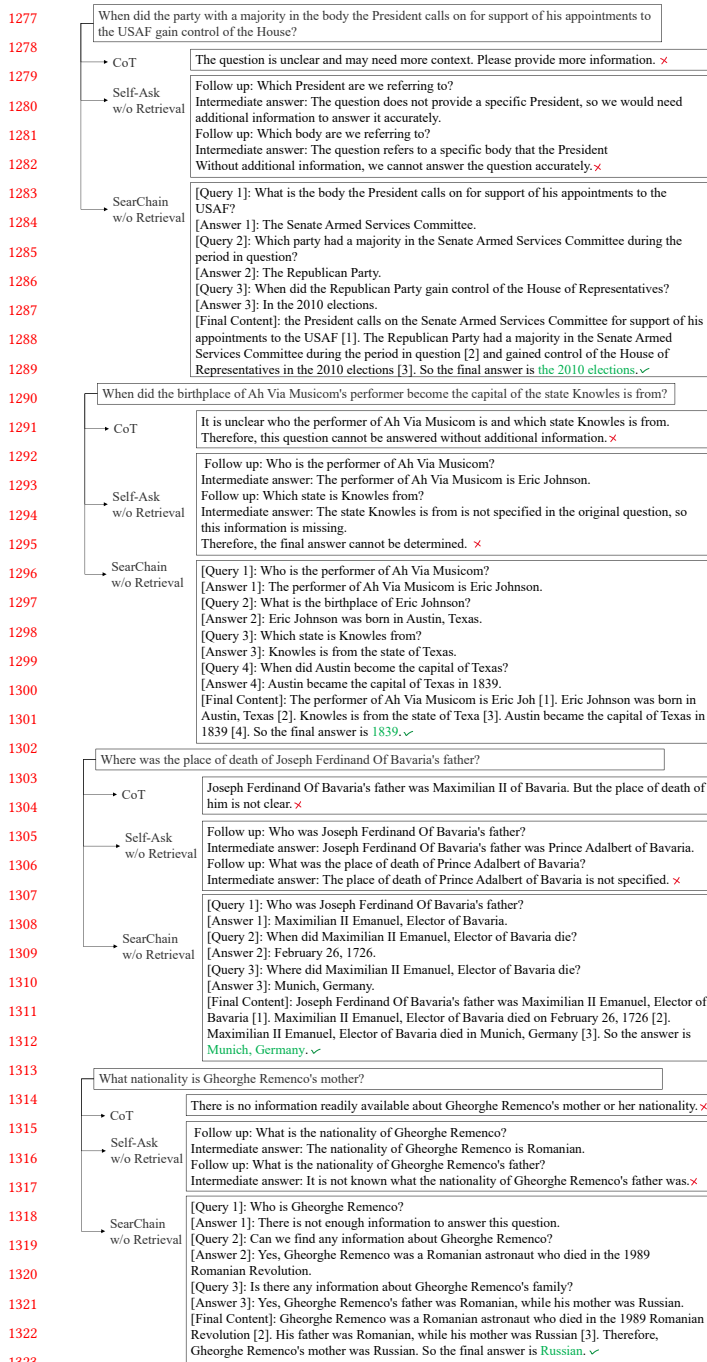 1277
When did the party with a majority in the body the President calls on for support of his appointments to
the USAF gain control of the House?
1278
CoT
The question is unclear and may need more context. Please provide more information. ×
1279
Self-Ask
w/o Retrieval
Follow up: Which President are we referring to?
1280
Intermediate answer: The question does not provide a specific President, so we would need
additional information to answer it accurately.
1281
Follow up: Which body are we referring to?
Intermediate answer: The question refers to a specific body that the President
1282
Without additional information, we cannot answer the question accurately.×
1283
SearChain
w/o Retrieval
[Query 1]: What is the body the President calls on for support of his appointments to the
USAF?
1284
[Answer 1]: The Senate Armed Services Committee.
[Query 2]: Which party had a majority in the Senate Armed Services Committee during the
1285
period in question?
[Answer 2]: The Republican Party.
1286
[Query 3]: When did the Republican Party gain control of the House of Representatives?
1287
[Answer 3]: In the 2010 elections.
[Final Content]: the President calls on the Senate Armed Services Committee for support of his
1288
appointments to the USAF [1]. The Republican Party had a majority in the Senate Armed
Services Committee during the period in question [2] and gained control of the House of
1289
Representatives in the 2010 elections [3]. So the final answer is the 2010 elections.✓
1290
When did the birthplace of Ah Via Musicom's performer become the capital of the state Knowles is from?
1291
CoT
It is unclear who the performer of Ah Via Musicom is and which state Knowles is from.
Therefore, this question cannot be answered without additional information.×
1292
1293
Self-Ask
w/o Retrieval
Follow up: Who is the performer of Ah Via Musicom?
Intermediate answer: The performer of Ah Via Musicom is Eric Johnson.
Follow up: Which state is Knowles from?
1294
Intermediate answer: The state Knowles is from is not specified in the original question, so
this information is missing.
1295
Therefore, the final answer cannot be determined. ×
1296
SearChain
w/o Retrieval
[Query 1]: Who is the performer of Ah Via Musicom?
[Answer 1]: The performer of Ah Via Musicom is Eric Johnson.
1297
[Query 2]: What is the birthplace of Eric Johnson?
[Answer 2]: Eric Johnson was born in Austin, Texas.
1298
[Query 3]: Which state is Knowles from?
1299
[Answer 3]: Knowles is from the state of Texas.
[Query 4]: When did Austin become the capital of Texas?
1300
[Answer 4]: Austin became the capital of Texas in 1839.
[Final Content]: The performer of Ah Via Musicom is Eric Joh [1]. Eric Johnson was born in
1301
Austin, Texas [2]. Knowles is from the state of Texa [3]. Austin became the capital of Texas in
1839 [4]. So the final answer is 1839.✓
1302
Where was the place of death of Joseph Ferdinand Of Bavaria's father?
1303
CoT
Joseph Ferdinand Of Bavaria's father was Maximilian II of Bavaria. But the place of death of
1304
him is not clear.×
1305
Self-Ask
w/o Retrieval
Follow up: Who was Joseph Ferdinand Of Bavaria's father?
Intermediate answer: Joseph Ferdinand Of Bavaria's father was Prince Adalbert of Bavaria.
1306
Follow up: What was the place of death of Prince Adalbert of Bavaria?
Intermediate answer: The place of death of Prince Adalbert of Bavaria is not specified. ×
1307
SearChain
w/o Retrieval
[Query 1]: Who was Joseph Ferdinand Of Bavaria's father?
1308
[Answer 1]: Maximilian II Emanuel, Elector of Bavaria.
[Query 2]: When did Maximilian II Emanuel, Elector of Bavaria die?
1309
[Answer 2]: February 26, 1726.
[Query 3]: Where did Maximilian II Emanuel, Elector of Bavaria die?
1310
[Answer 3]: Munich, Germany.
1311
[Final Content]: Joseph Ferdinand Of Bavaria's father was Maximilian II Emanuel, Elector of
Bavaria [1]. Maximilian II Emanuel, Elector of Bavaria died on February 26, 1726 [2].
1312
Maximilian II Emanuel, Elector of Bavaria died in Munich, Germany [3]. So the answer is
Munich, Germany.✓
1313
What nationality is Gheorghe Remenco's mother?
1314
CoT
There is no information readily available about Gheorghe Remenco's mother or her nationality.×
1315
Self-Ask
w/o Retrieval
Follow up: What is the nationality of Gheorghe Remenco?
Intermediate answer: The nationality of Gheorghe Remenco is Romanian.
1316
Follow up: What is the nationality of Gheorghe Remenco's father?
1317
Intermediate answer: It is not known what the nationality of Gheorghe Remenco's father was.×
1318
SearChain
w/o Retrieval
[Query 1]: Who is Gheorghe Remenco?
[Answer 1]: There is not enough information to answer this question.
1319
[Query 2]: Can we find any information about Gheorghe Remenco?
[Answer 2]: Yes, Gheorghe Remenco was a Romanian astronaut who died in the 1989
1320
Romanian Revolution.
[Query 3]: Is there any information about Gheorghe Remenco's family?
1321
[Answer 3]: Yes, Gheorghe Remenco's father was Romanian, while his mother was Russian.
[Final Content]: Gheorghe Remenco was a Romanian astronaut who died in the 1989 Romanian
1322
Revolution [2]. His father was Romanian, while his mother was Russian [3]. Therefore,
Gheorghe Remenco's mother was Russian. So the final answer is Russian. ✓
1323